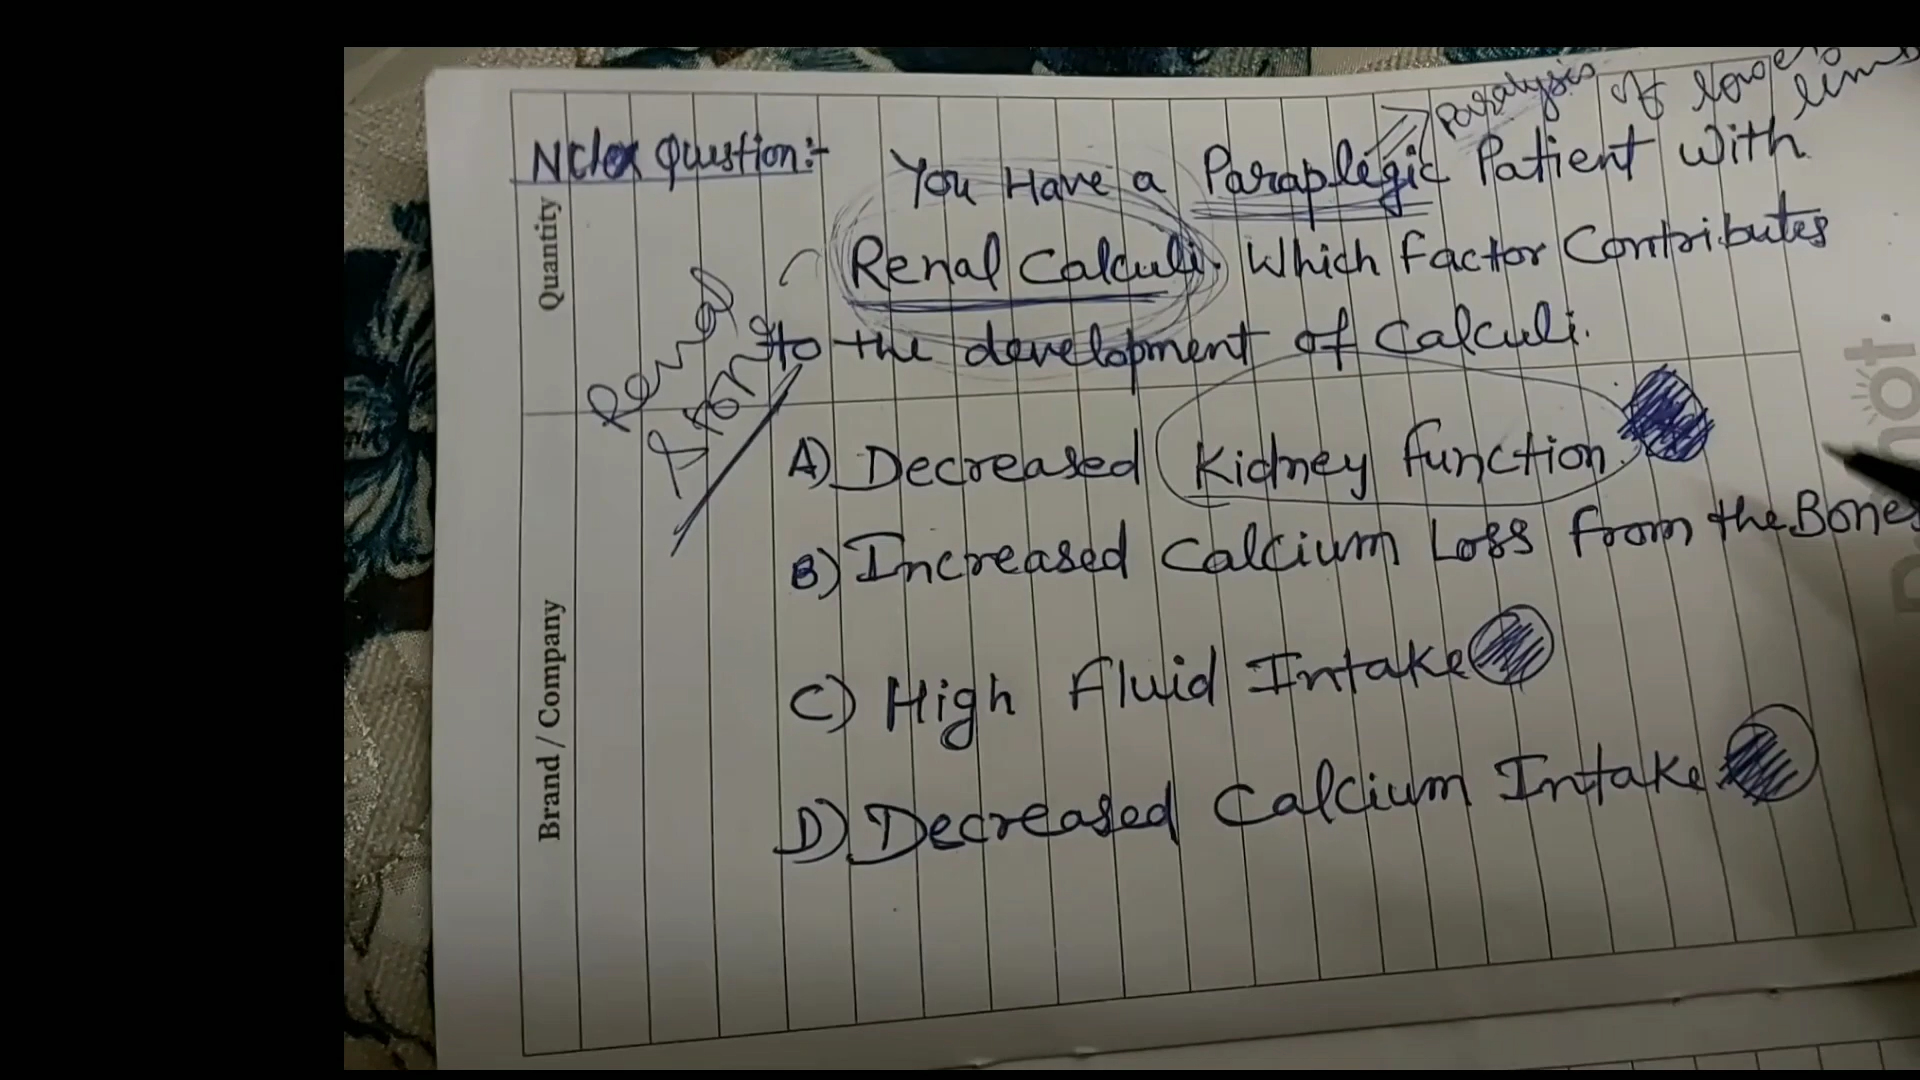 Paralysis of lower limbs
Nclex Question:-
You Have a Paraplegic Patient with
Renal Calculi. Which Factor Contributes
to the development of Calculi.
Renal
A) Decreased Kidney Function.
B) Increased Calcium Loss from the Bones
C) High Fluid Intake
D) Decreased Calcium Intake
Quantity
Brand / Company